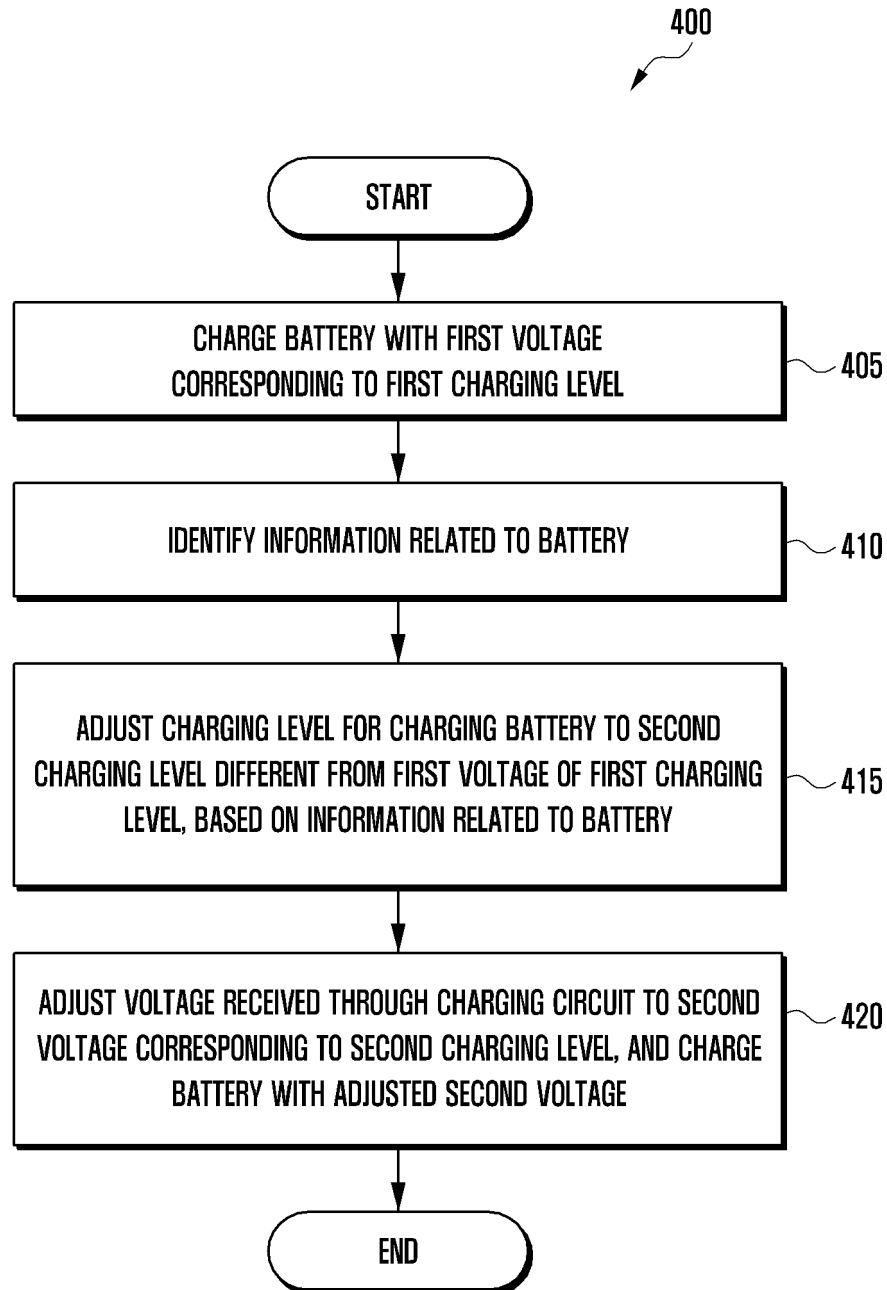 400
START
CHARGE BATTERY WITH FIRST VOLTAGE
CORRESPONDING TO FIRST CHARGING LEVEL
405
IDENTIFY INFORMATION RELATED TO BATTERY
410
ADJUST CHARGING LEVEL FOR CHARGING BATTERY TO SECOND
CHARGING LEVEL DIFFERENT FROM FIRST VOLTAGE OF FIRST CHARGING
LEVEL, BASED ON INFORMATION RELATED TO BATTERY
415
ADJUST VOLTAGE RECEIVED THROUGH CHARGING CIRCUIT TO SECOND
VOLTAGE CORRESPONDING TO SECOND CHARGING LEVEL, AND CHARGE
BATTERY WITH ADJUSTED SECOND VOLTAGE
420
END